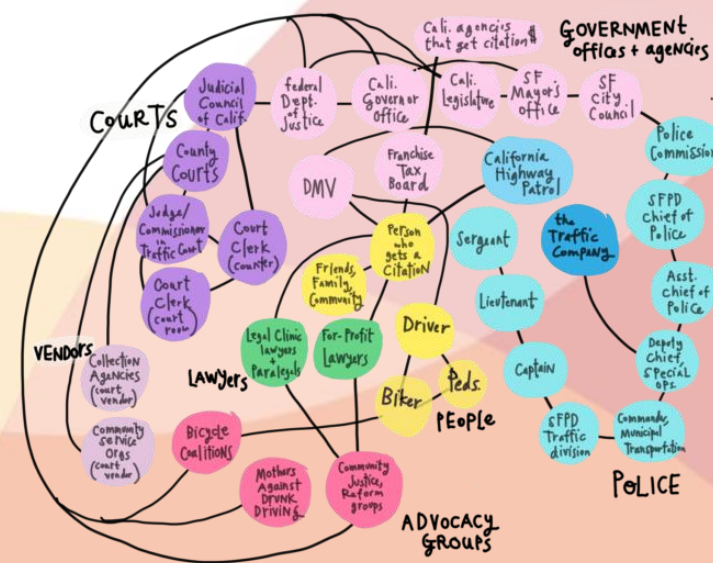 Cali. agencies
that get citation $
GOVERNMENT
offices + agencies
Judicial
Council
of Calif.
federal
Dept.
of
Justice
Cali.
Governor
Office
Cali.
Legislature
SF
Mayor's
office
SF
City
Council
COURTS
Police
Commission
County
Courts
DMV
Franchise
Tax
Board
California
Highway
Patrol
SFPD
Chief of
Police
Judge/
Commissioner
in
Traffic Court
Court
Clerk
(counter)
Person
who
gets a
Citation
Sergeant
the
Traffic
Company
Friends,
Family,
Community
Asst.
chief of
Police
Court
Clerk
(court
room)
Lieutenant
VENDORS
Collection
Agencies
(court
vendor)
Legal Clinic
lawyers
+
Paralegals
For-Profit
Lawyers
Driver
Deputy
Chief,
Special
ops.
LAWyers
Captain
Biker
Peds.
PEOPLE
Community
Service
Orgs
(court
vendor)
Bicycle
Coalitions
SFPD
Traffic
division
Commander,
Municipal
Transportation
POLICE
Mothers
Against
Drunk
Driving
Community
Justice,
Reform
groups
ADVOCACY
GROUPS